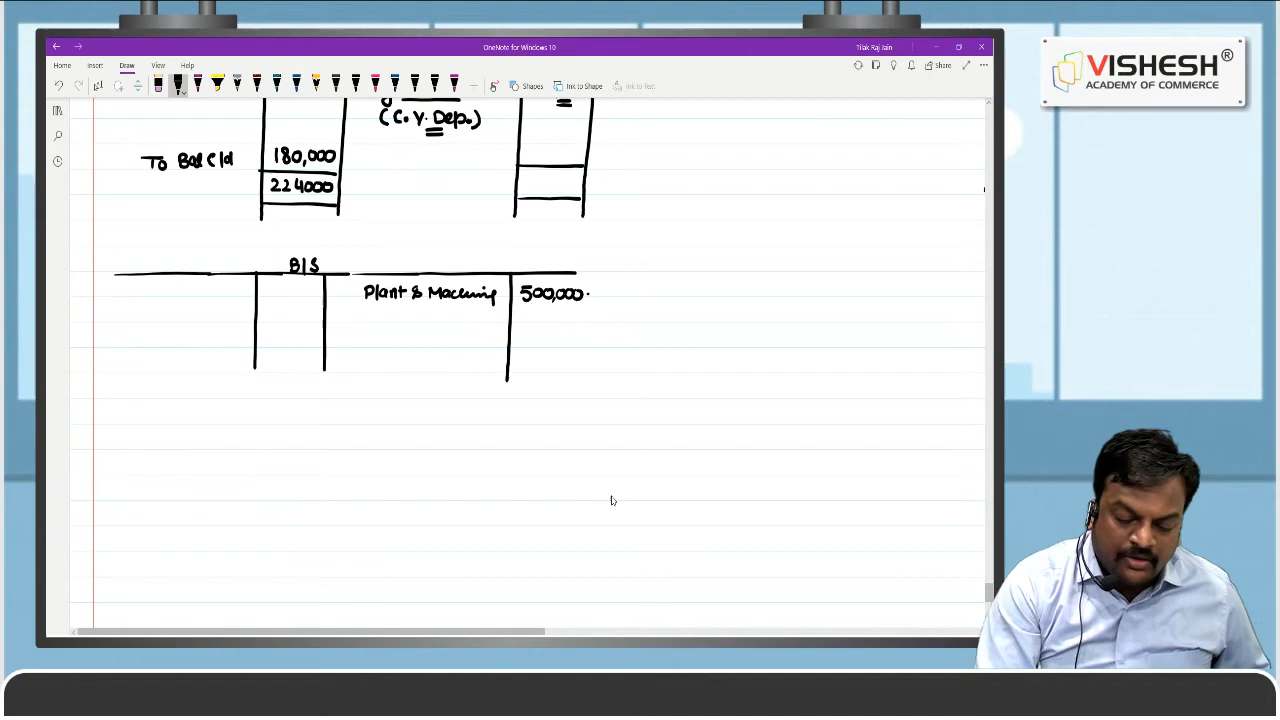 OneNote for Windows 10
Tilak Raj Jain
Home Insert Draw View Help
Share
Shapes
Ink to Shape
Ink to Text
VISHESH®
ACADEMY OF COMMERCE
(C.Y. Dep.)
To Bal C/d 180,000
224000
B/S
Plant & Machinery 500,000